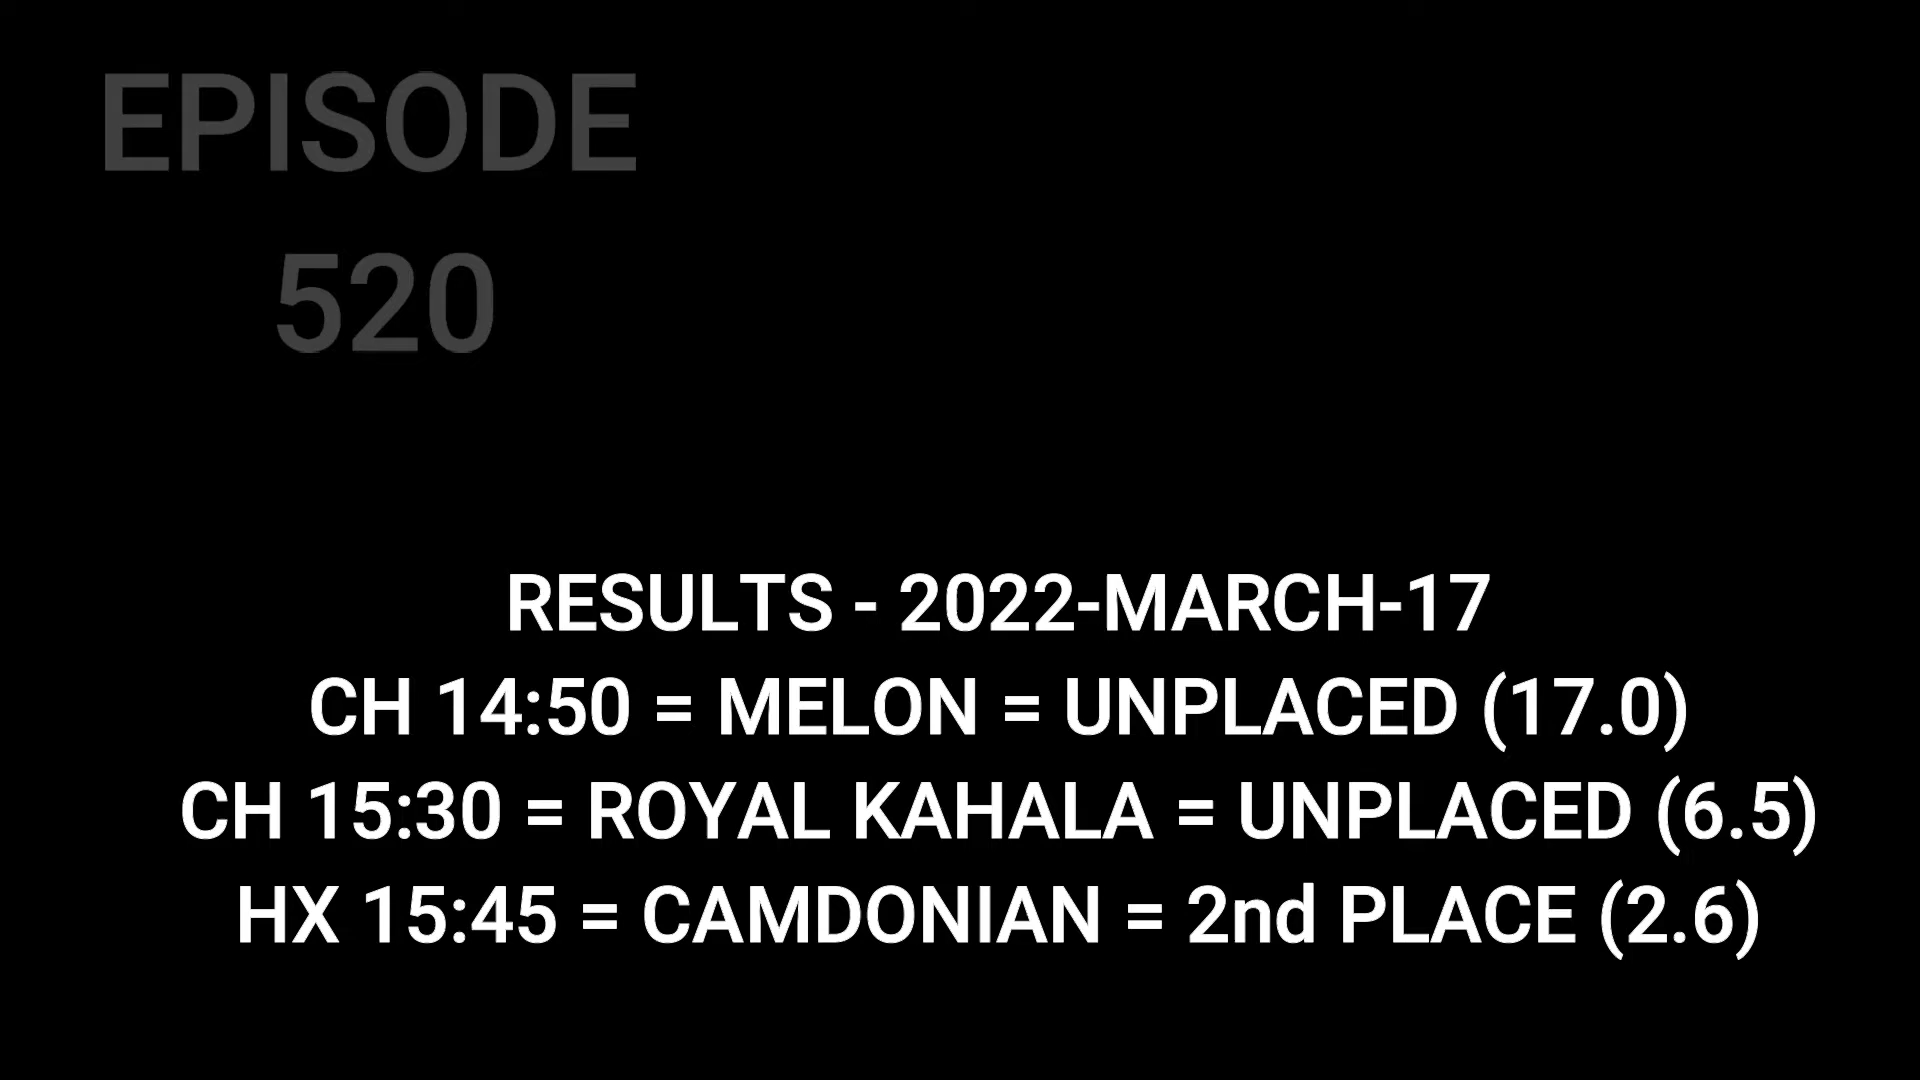 EPISODE
520
RESULTS - 2022-MARCH-17
CH 14:50 = MELON = UNPLACED (17.0)
CH 15:30 = ROYAL KAHALA = UNPLACED (6.5)
HX 15:45 = CAMDONIAN = 2nd PLACE (2.6)